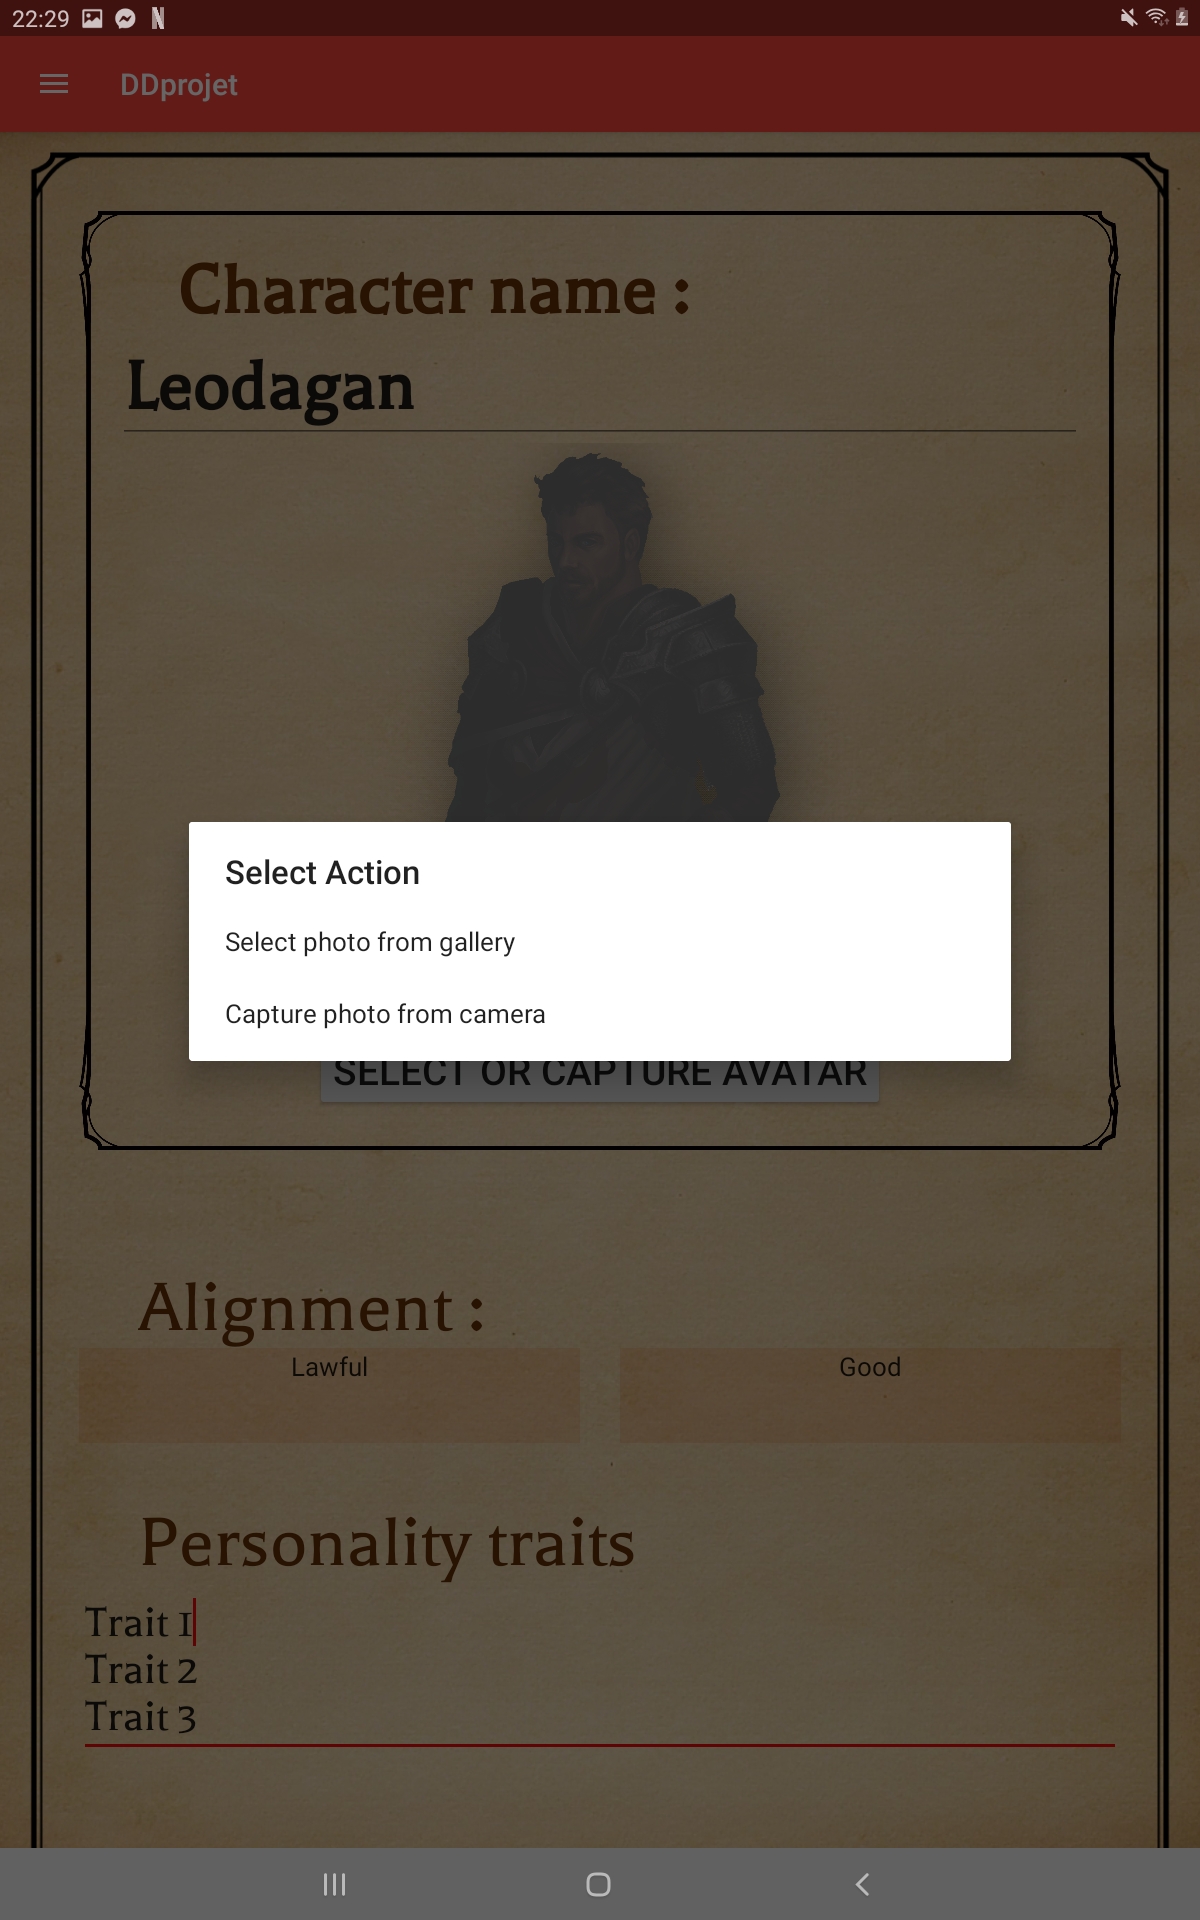 22:29
DDprojet
Character name :
Leodagan
Select Action
Select photo from gallery
Capture photo from camera
SELECT OR CAPTURE AVATAR
Alignment :
Lawful
Good
Personality traits
Trait 1
Trait 2
Trait 3